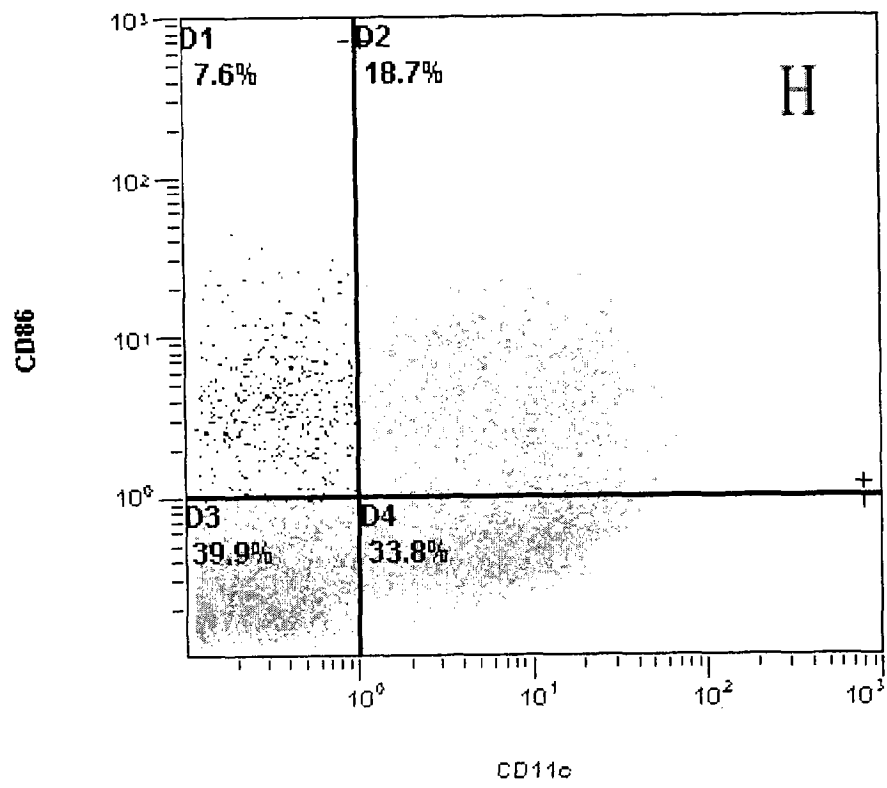 10³
D1
D2
7.6%
18.7%
H
10²
CD86
10¹
10⁰
D3
D4
39.9%
33.8%
10⁰
10¹
10²
10³
CD11c